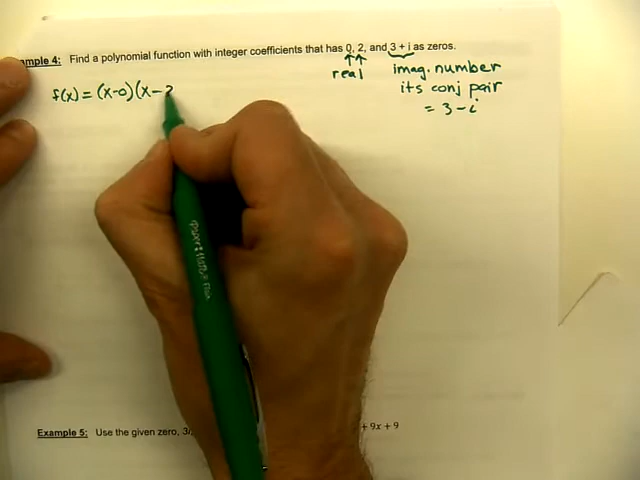 ample 4: Find a polynomial function with integer coefficients that has 0, 2, and 3 + i as zeros.
real
imag. number
its conj pair
= 3 - i
f(x) = (x-0)(x-2
Example 5: Use the given zero, 3i + 9x + 9